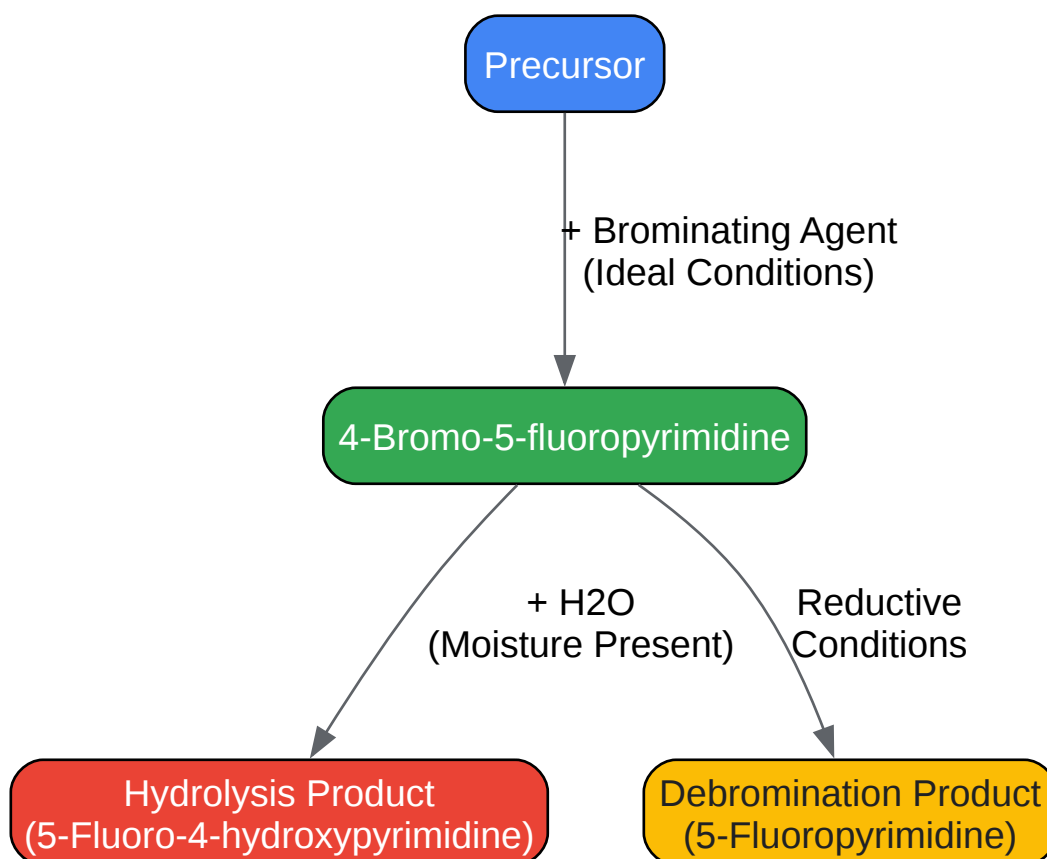 Precursor
+ Brominating Agent
(Ideal Conditions)
4-Bromo-5-fluoropyrimidine
+ H2O
(Moisture Present)
Reductive
Conditions
Hydrolysis Product
(5-Fluoro-4-hydroxypyrimidine)
Debromination Product
(5-Fluoropyrimidine)